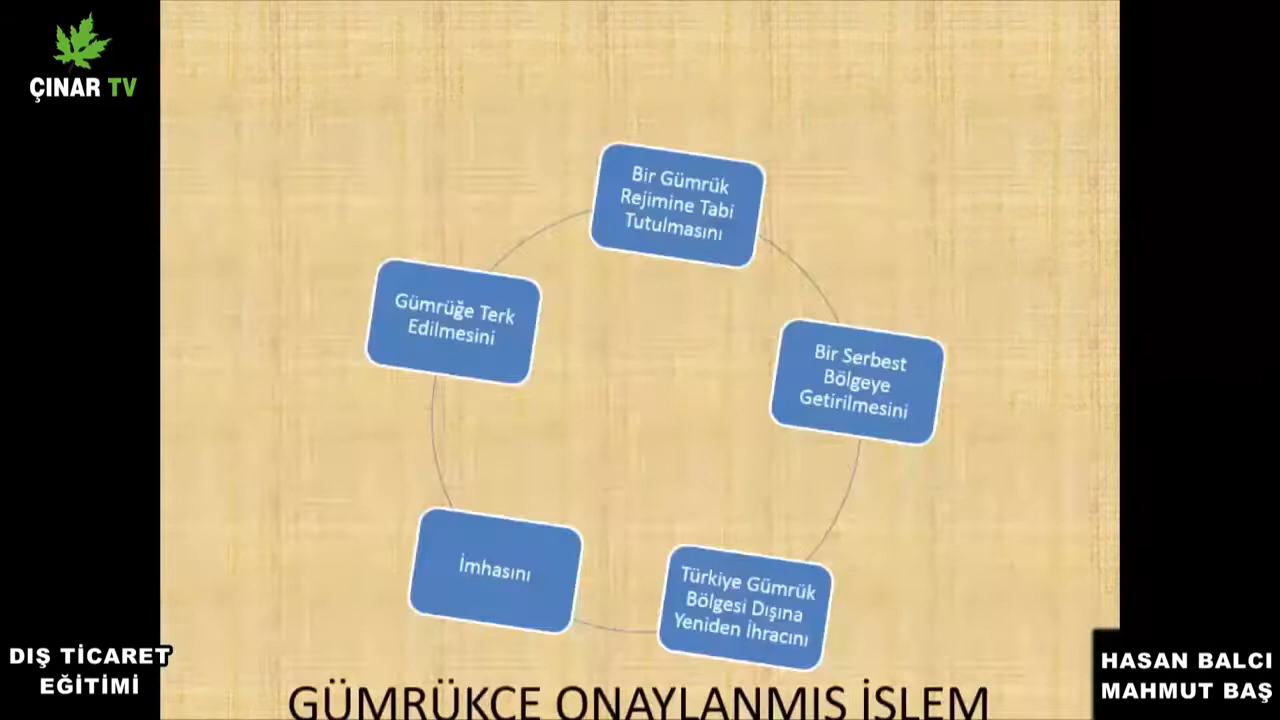 ÇINAR TV
Bir Gümrük
Rejimine Tabi
Tutulmasını
Gümrüğe Terk
Edilmesini
Bir Serbest
Bölgeye
Getirilmesini
İmhasını
Türkiye Gümrük
Bölgesi Dışına
Yeniden İhracını
DIŞ TİCARET
EĞİTİMİ
HASAN BALCI
MAHMUT BAŞ
GÜMRÜKÇE ONAYLANMIŞ İŞLEM